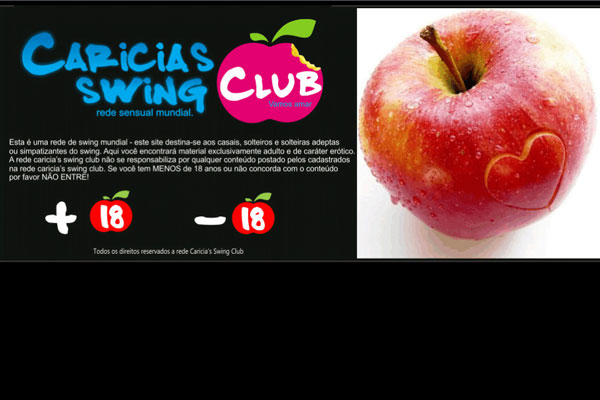 CARICIAS
SWING
CLUB
rede sensual mundial.
Vamos amar
Esta é uma rede de swing mundial - este site destina-se aos casais, solteiros e solteiras adeptas
ou simpatizantes do swing. Aqui você encontrará material exclusivamente adulto e de caráter erótico.
A rede caricia's swing club não se responsabiliza por qualquer conteúdo postado pelos cadastrados
na rede caricia's swing club. Se você tem MENOS de 18 anos ou não concorda com o conteúdo
por favor NÃO ENTRE!
+ 18
- 18
Todos os direitos reservados a rede Caricia's Swing Club